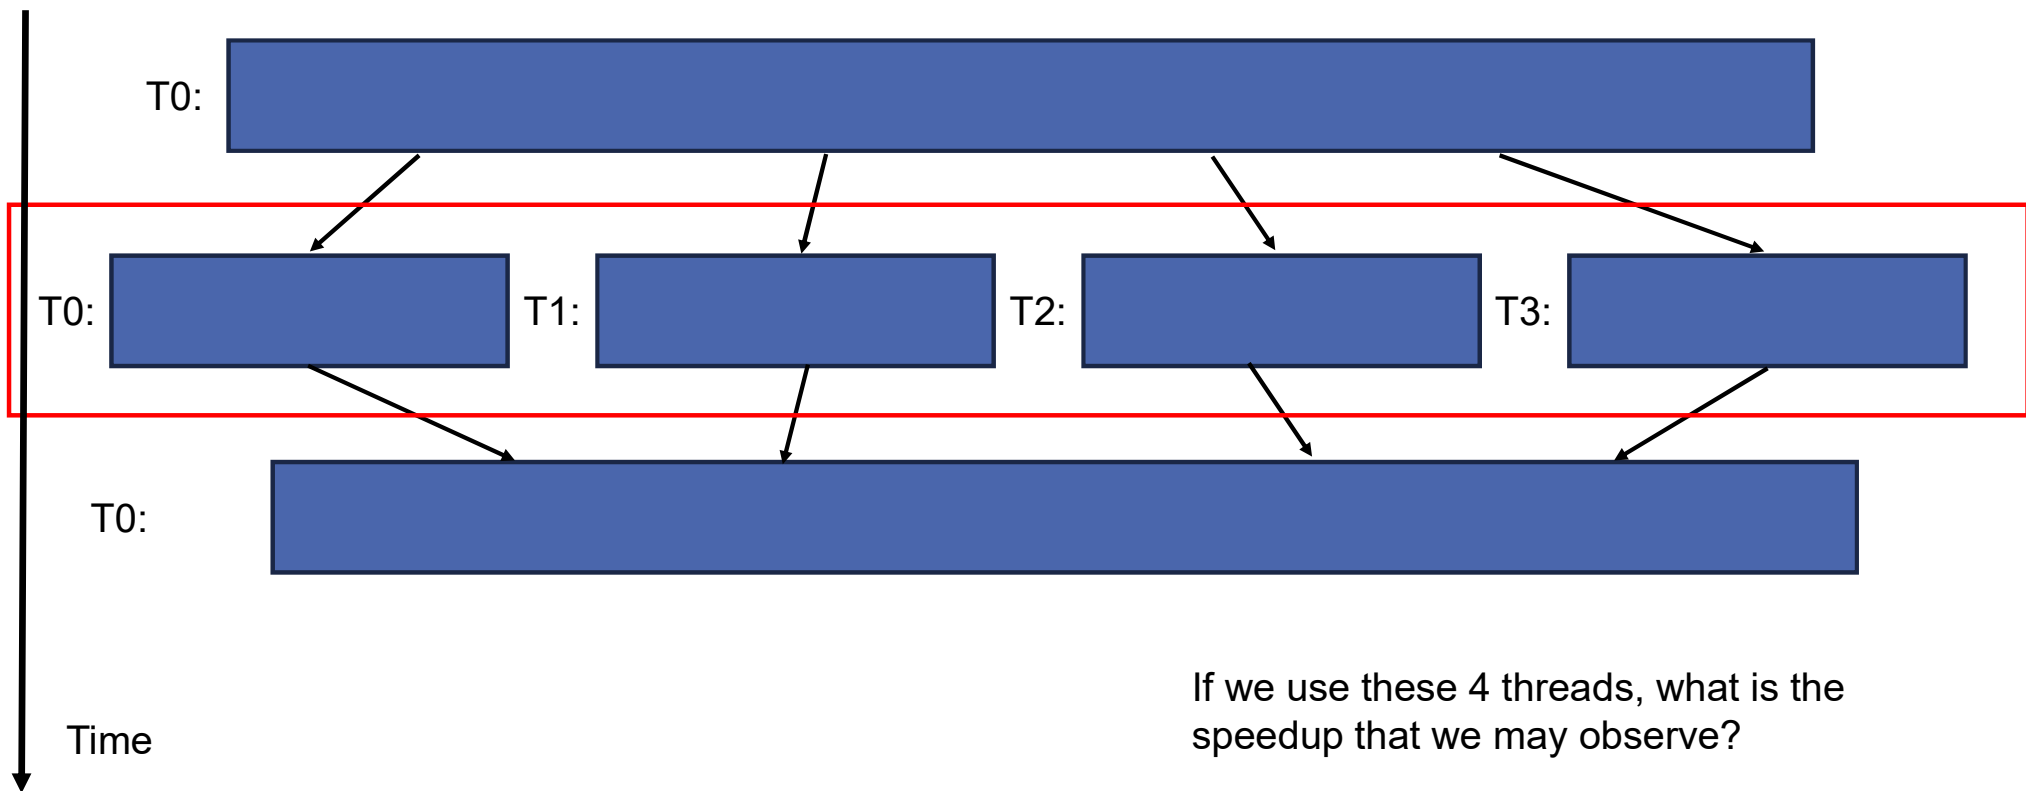 T0:
T0:
T1:
T2:
T3:
T0:
If we use these 4 threads, what is the
speedup that we may observe?
Time